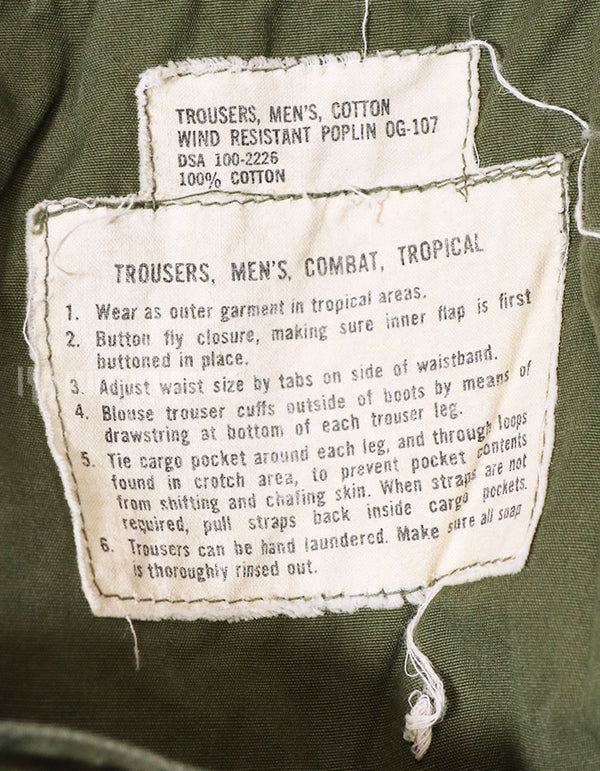 TROUSERS, MEN'S, COTTON
WIND RESISTANT POPLIN OG-107
DSA 100-2226
100% COTTON
TROUSERS, MEN'S, COMBAT, TROPICAL
1. Wear as outer garment in tropical areas.
2. Button fly closure, making sure inner flap is first
buttoned in place.
3. Adjust waist size by tabs on side of waistband.
4. Blouse trouser cuffs outside of boots by means of
drawstring at bottom of each trouser leg.
5. Tie cargo pocket around each leg, and through loops
found in crotch area, to prevent pocket contents
from shifting and chafing skin. When straps are not
required, pull straps back inside cargo pockets.
6. Trousers can be hand laundered. Make sure all soap
is thoroughly rinsed out.